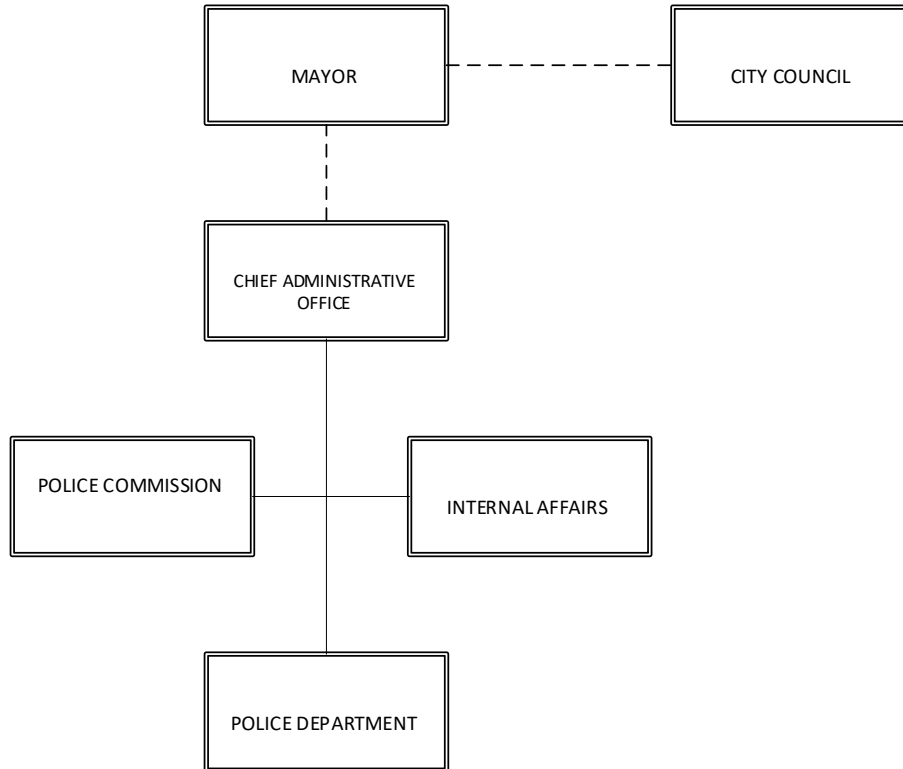 MAYOR
CITY COUNCIL
CHIEF ADMINISTRATIVE
OFFICE
POLICE COMMISSION
INTERNAL AFFAIRS
POLICE DEPARTMENT